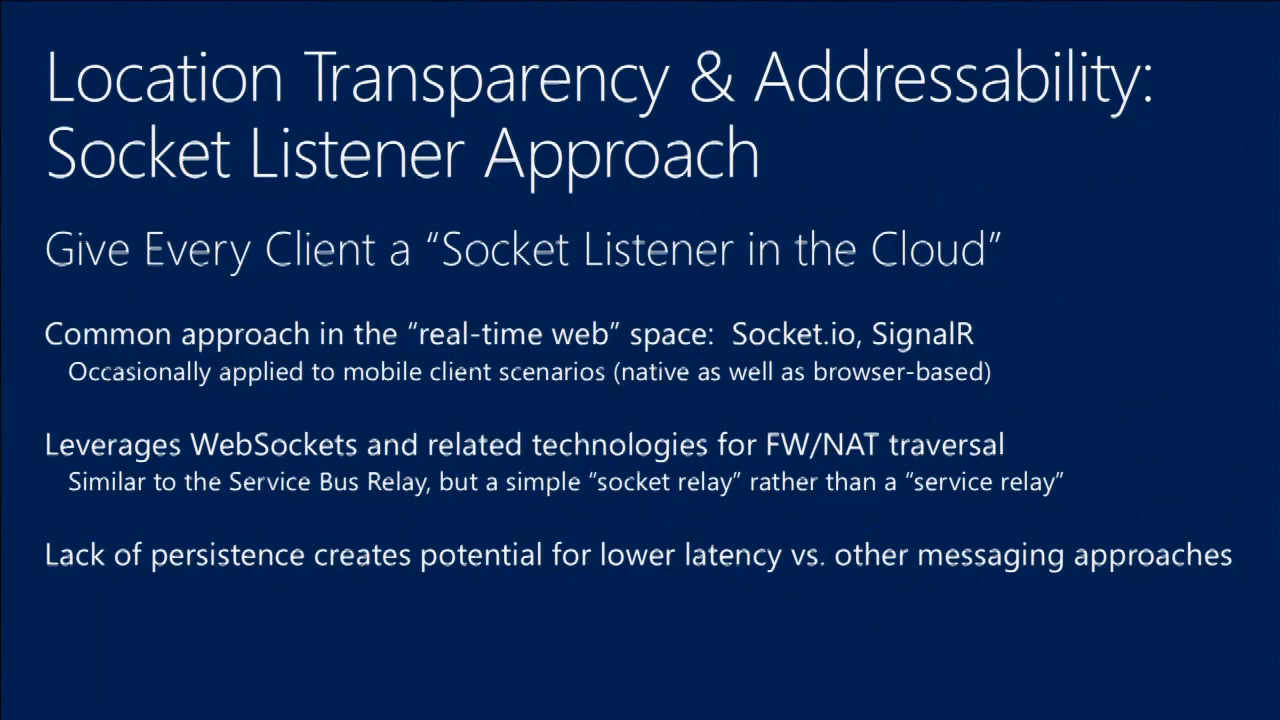 Location Transparency & Addressability:
Socket Listener Approach
Give Every Client a “Socket Listener in the Cloud”
Common approach in the “real-time web” space:  Socket.io, SignalR
Occasionally applied to mobile client scenarios (native as well as browser-based)
Leverages WebSockets and related technologies for FW/NAT traversal
Similar to the Service Bus Relay, but a simple “socket relay” rather than a “service relay”
Lack of persistence creates potential for lower latency vs. other messaging approaches